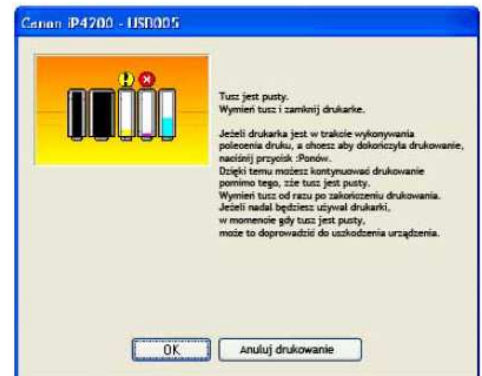 Canon iP4200 - USB005
Tusz jest pusty.
Wymień tusz i zamknij drukarke.
Jeżeli drukarka jest w trakcie wykonywania
polecenia druku, a chcesz aby dokończyła drukowanie,
naciśnij przycisk :Ponów.
Dzięki temu możesz kontynuować drukowanie
pomimo tego, zże tusz jest pusty.
Wymień tusz od razu po zakończeniu drukowania.
Jeżeli nadal będziesz używał drukarki,
w momencie gdy tusz jest pusty,
może to doprowadzić do uszkodzenia urządzenia.
OK
Anuluj drukowanie